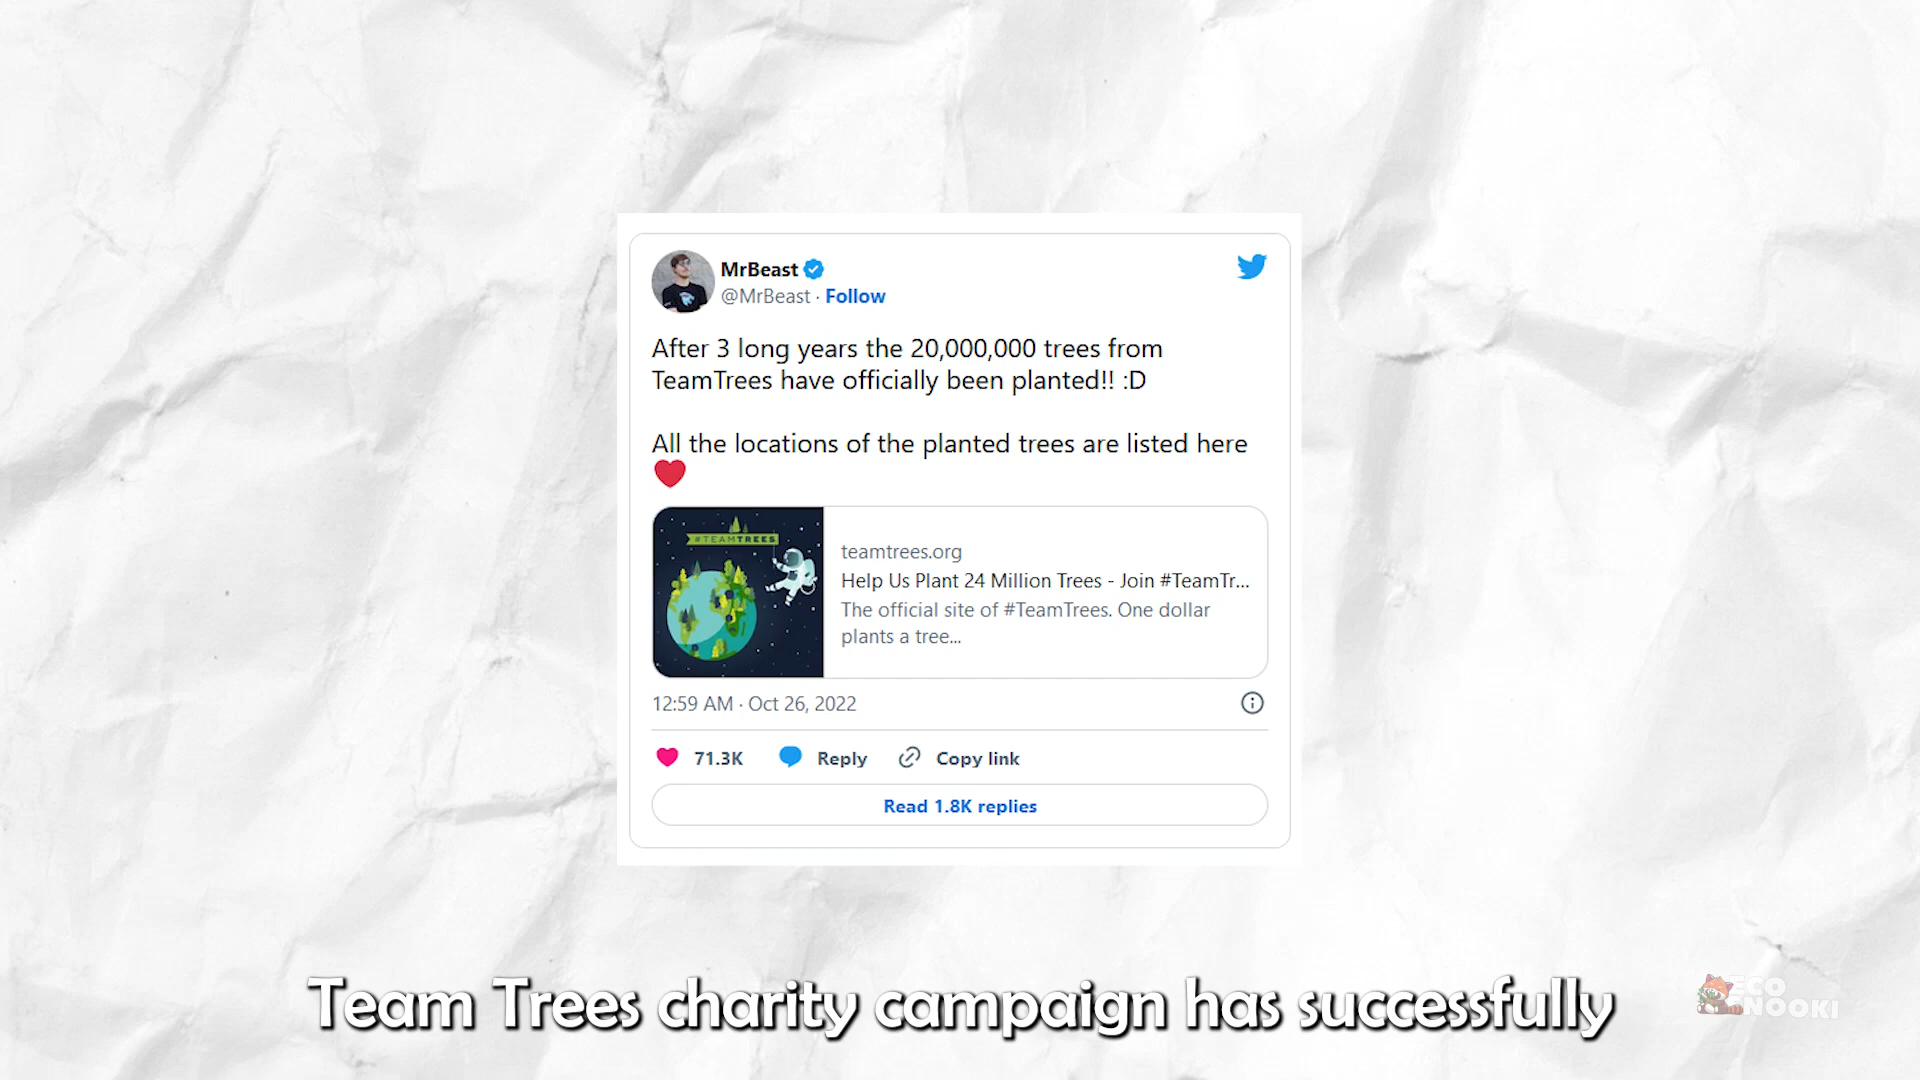 MrBeast
@MrBeast · Follow
After 3 long years the 20,000,000 trees from
TeamTrees have officially been planted!! :D
All the locations of the planted trees are listed here
❤️
#TEAMTREES
teamtrees.org
Help Us Plant 24 Million Trees - Join #TeamTr...
The official site of #TeamTrees. One dollar
plants a tree...
12:59 AM · Oct 26, 2022
71.3K Reply Copy link
Read 1.8K replies
Team Trees charity campaign has successfully
ECO
NOOKI